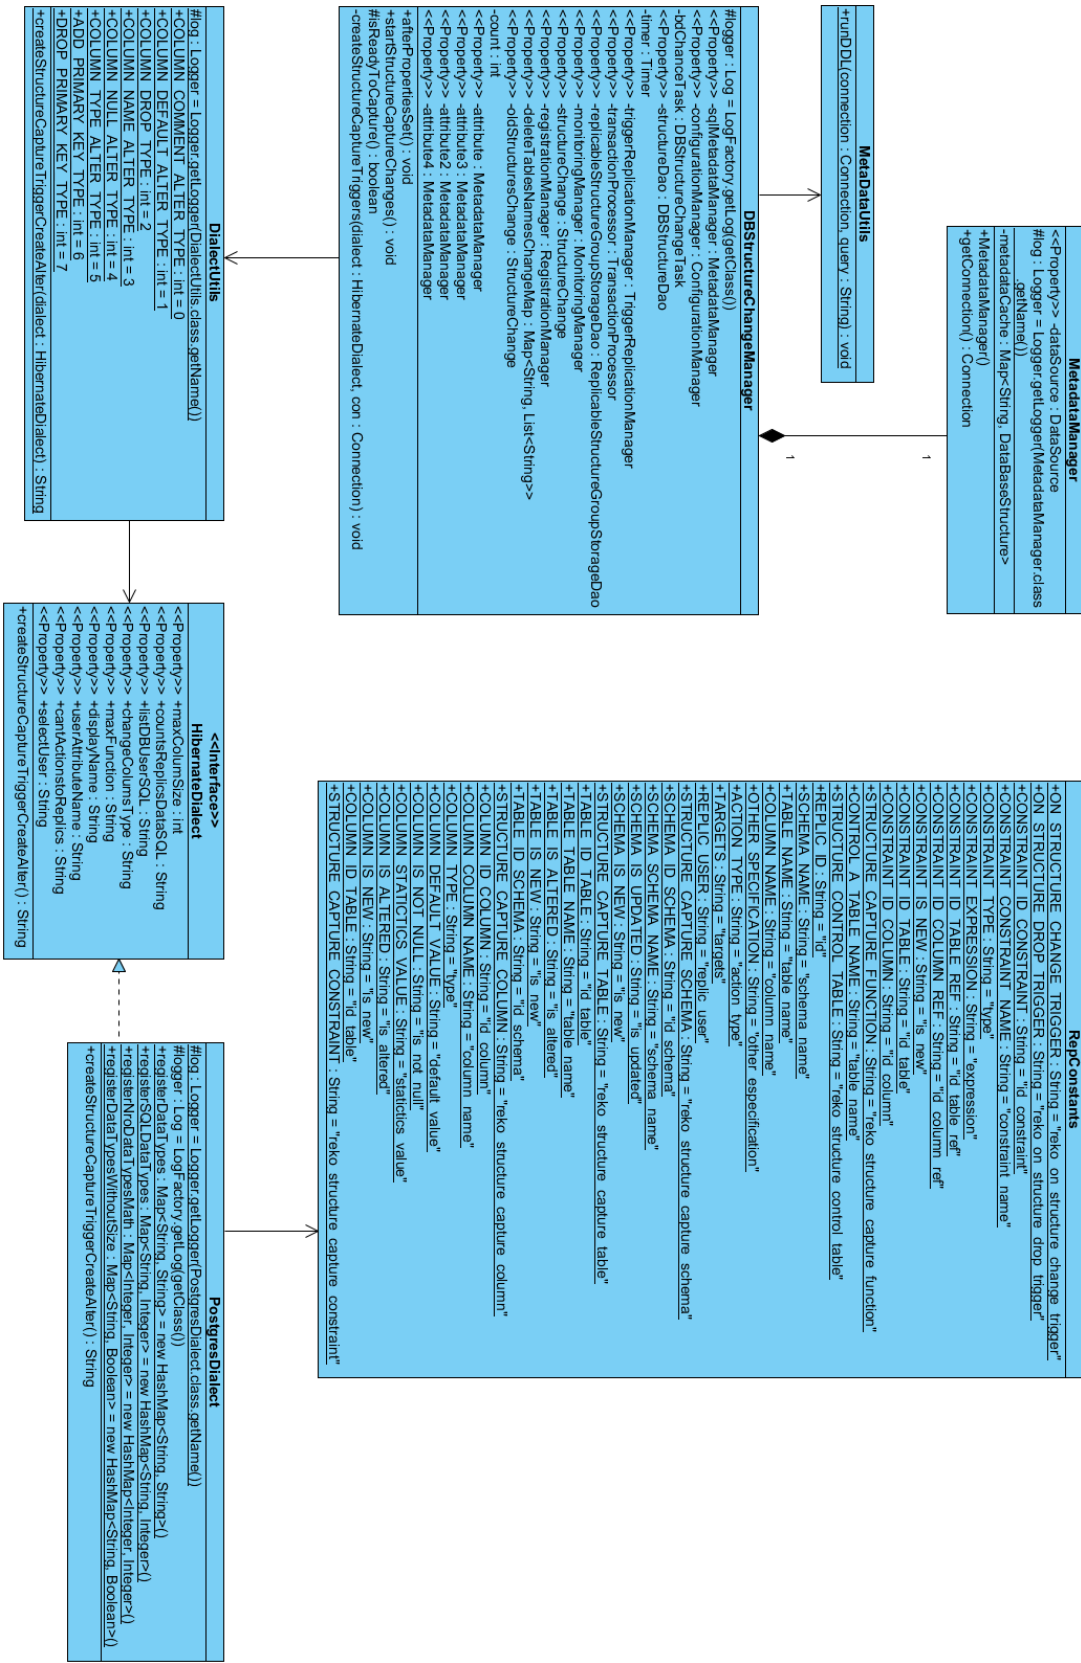 MetadataManager
<<Property>> -dataSource : DataSource
#log : Logger = Logger.getLogger(MetadataManager.class
.getName())
-metadataCache : Map<String, DataBaseStructure>
+MetadataManager()
+getConnection() : Connection
1
1
MetaDataUtils
+runDDL(connection : Connection, query : String) : void
DBStructureChangeManager
#logger : Log = LogFactory.getLog(getClass())
<<Property>> -sqlMetadataManager : MetadataManager
<<Property>> -configurationManager : ConfigurationManager
-bdChanceTask : DBStructureChangeTask
<<Property>> -structureDao : DBStructureDao
-timer : Timer
<<Property>> -triggerReplicationManager : TriggerReplicationManager
<<Property>> -transactionProcessor : TransactionProcessor
<<Property>> -replicableStructureGroupStorageDao : ReplicableStructureGroupStorageDao
<<Property>> -monitoringManager : MonitoringManager
<<Property>> -structureChange : StructureChange
<<Property>> -registrationManager : RegistrationManager
<<Property>> -deleteTablesNamesChangeMap : Map<String, List<String>>
<<Property>> -oldStructuresChange : StructureChange
-count : int
<<Property>> -attribute : MetadataManager
<<Property>> -attribute3 : MetadataManager
<<Property>> -attribute2 : MetadataManager
<<Property>> -attribute4 : MetadataManager
+afterPropertiesSet() : void
+startStructureCaptureChanges() : void
#isReadyToCapture() : boolean
-createStructureCaptureTriggers(dialect : HibernateDialect, con : Connection) : void
DialectUtils
#log : Logger = Logger.getLogger(DialectUtils.class.getName())
+COLUMN_COMMENT_ALTER_TYPE : int = 0
+COLUMN_DEFAULT_ALTER_TYPE : int = 1
+COLUMN_DROP_TYPE : int = 2
+COLUMN_NAME_ALTER_TYPE : int = 3
+COLUMN_NULL_ALTER_TYPE : int = 4
+COLUMN_TYPE_ALTER_TYPE : int = 5
+ADD_PRIMARY_KEY_TYPE : int = 6
+DROP_PRIMARY_KEY_TYPE : int = 7
+createStructureCaptureTriggerCreateAlter(dialect : HibernateDialect) : String
RepConstants
+ON_STRUCTURE_CHANGE_TRIGGER : String = "reko_on_structure_change_trigger"
+ON_STRUCTURE_DROP_TRIGGER : String = "reko_on_structure_drop_trigger"
+CONSTRAINT_ID_CONSTRAINT : String = "id_constraint"
+CONSTRAINT_CONSTRAINT_NAME : String = "constraint_name"
+CONSTRAINT_TYPE : String = "type"
+CONSTRAINT_EXPRESSION : String = "expression"
+CONSTRAINT_ID_TABLE_REF : String = "id_table_ref"
+CONSTRAINT_ID_COLUMN_REF : String = "id_column_ref"
+CONSTRAINT_IS_NEW : String = "is_new"
+CONSTRAINT_ID_TABLE : String = "id_table"
+CONSTRAINT_ID_COLUMN : String = "id_column"
+STRUCTURE_CAPTURE_FUNCTION : String = "reko_structure_capture_function"
+CONTROL_A_TABLE_NAME : String = "table_name"
+STRUCTURE_CONTROL_TABLE : String = "reko_structure_control_table"
+REPLIC_ID : String = "id"
+SCHEMA_NAME : String = "schema_name"
+TABLE_NAME : String = "table_name"
+COLUMN_NAME : String = "column_name"
+OTHER_SPECIFICATION : String = "other_especification"
+ACTION_TYPE : String = "action_type"
+TARGETS : String = "targets"
+REPLIC_USER : String = "replic_user"
+STRUCTURE_CAPTURE_SCHEMA : String = "reko_structure_capture_schema"
+SCHEMA_ID_SCHEMA : String = "id_schema"
+SCHEMA_SCHEMA_NAME : String = "schema_name"
+SCHEMA_IS_UPDATED : String = "is_updated"
+SCHEMA_IS_NEW : String = "is_new"
+STRUCTURE_CAPTURE_TABLE : String = "reko_structure_capture_table"
+TABLE_ID_TABLE : String = "id_table"
+TABLE_TABLE_NAME : String = "table_name"
+TABLE_IS_ALTERED : String = "is_altered"
+TABLE_IS_NEW : String = "is_new"
+TABLE_ID_SCHEMA : String = "id_schema"
+STRUCTURE_CAPTURE_COLUMN : String = "reko_structure_capture_column"
+COLUMN_ID_COLUMN : String = "id_column"
+COLUMN_COLUMN_NAME : String = "column_name"
+COLUMN_TYPE : String = "type"
+COLUMN_DEFAULT_VALUE : String = "default_value"
+COLUMN_IS_NOT_NULL : String = "is_not_null"
+COLUMN_STATICTICS_VALUE : String = "statictics_value"
+COLUMN_IS_ALTERED : String = "is_altered"
+COLUMN_IS_NEW : String = "is_new"
+COLUMN_ID_TABLE : String = "id_table"
+STRUCTURE_CAPTURE_CONSTRAINT : String = "reko_structure_capture_constraint"
<<Interface>>
HibernateDialect
<<Property>> +maxColumSize : int
<<Property>> +countsReplicsDataSQL : String
<<Property>> +listDBUserSQL : String
<<Property>> +changeColumsType : String
<<Property>> +maxFunction : String
<<Property>> +displayName : String
<<Property>> +userAttributeName : String
<<Property>> +cantActionstoReplics : String
<<Property>> +selectUser : String
+createStructureCaptureTriggerCreateAlter() : String
PostgresDialect
#log : Logger = Logger.getLogger(PostgresDialect.class.getName())
#logger : Log = LogFactory.getLog(getClass())
+registerDataTypes : Map<String, String> = new HashMap<String, String>()
+registerSQLDataTypes : Map<String, Integer> = new HashMap<String, Integer>()
+registerNroDataTypesMath : Map<Integer, Integer> = new HashMap<Integer, Integer>()
+registerDataTypesWithoutSize : Map<String, Boolean> = new HashMap<String, Boolean>()
+createStructureCaptureTriggerCreateAlter() : String